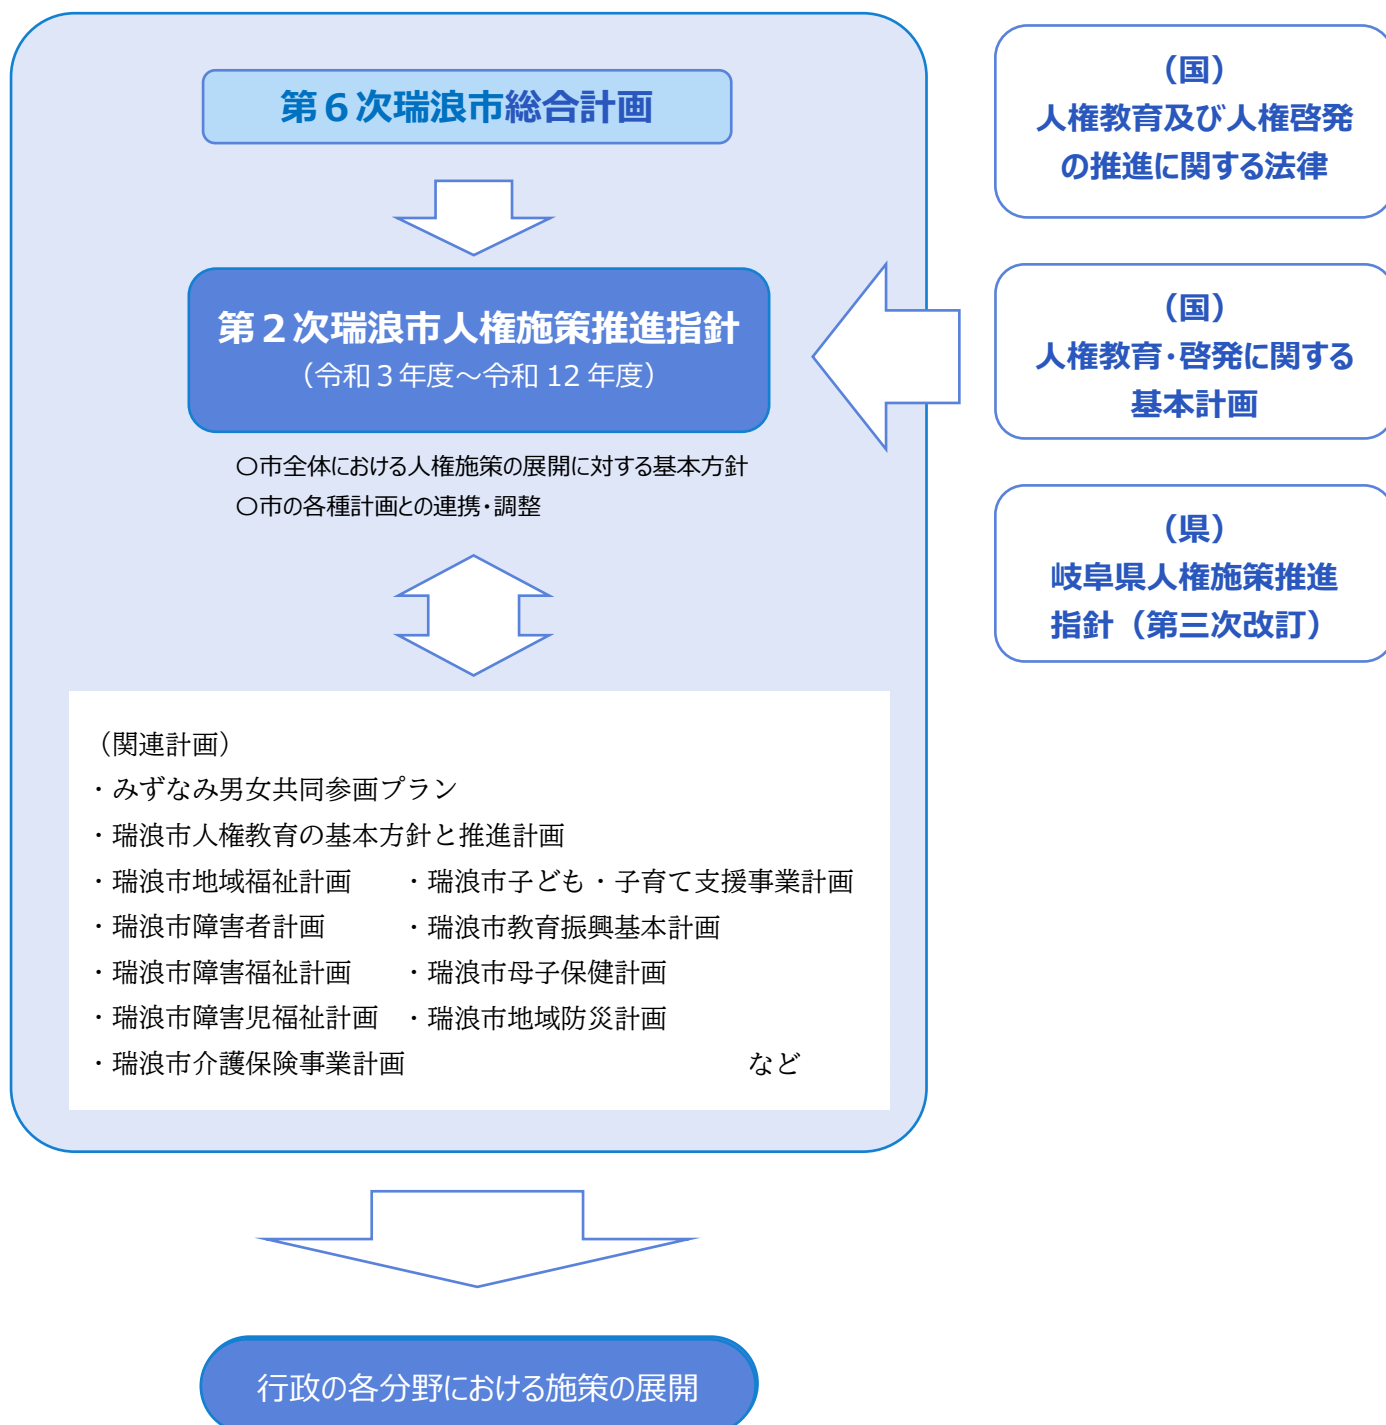 第６次瑞浪市総合計画
第２次瑞浪市人権施策推進指針
（令和３年度～令和 12 年度）
〇市全体における人権施策の展開に対する基本方針
〇市の各種計画との連携・調整
（関連計画）
・みずなみ男女共同参画プラン
・瑞浪市人権教育の基本方針と推進計画
・瑞浪市地域福祉計画　・瑞浪市子ども・子育て支援事業計画
・瑞浪市障害者計画　・瑞浪市教育振興基本計画
・瑞浪市障害福祉計画　・瑞浪市母子保健計画
・瑞浪市障害児福祉計画　・瑞浪市地域防災計画
・瑞浪市介護保険事業計画　など
（国）
人権教育及び人権啓発
の推進に関する法律
（国）
人権教育・啓発に関する
基本計画
（県）
岐阜県人権施策推進
指針（第三次改訂）
行政の各分野における施策の展開